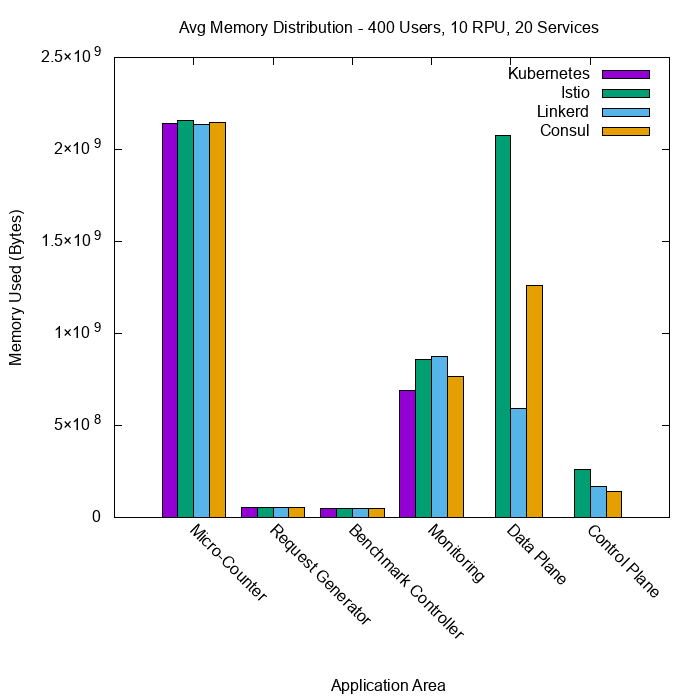 Avg Memory Distribution - 400 Users, 10 RPU, 20 Services
Kubernetes
Istio
Linkerd
Consul
2.5×10⁹
2×10⁹
1.5×10⁹
1×10⁹
5×10⁸
0
Memory Used (Bytes)
Micro-Counter
Request Generator
Benchmark Controller
Monitoring
Data Plane
Control Plane
Application Area